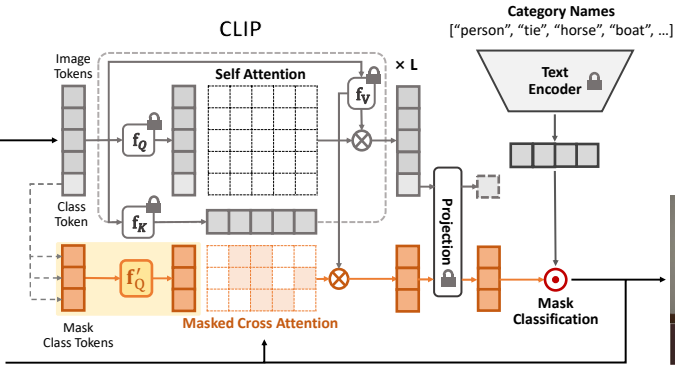 Category Names
["person", "tie", "horse", "boat", …]
CLIP
Image
Tokens
Self Attention
× L
Text
Encoder
f_V
f_Q
Class
Token
f_K
Projection
f'_Q
Mask
Class Tokens
Masked Cross Attention
Mask
Classification